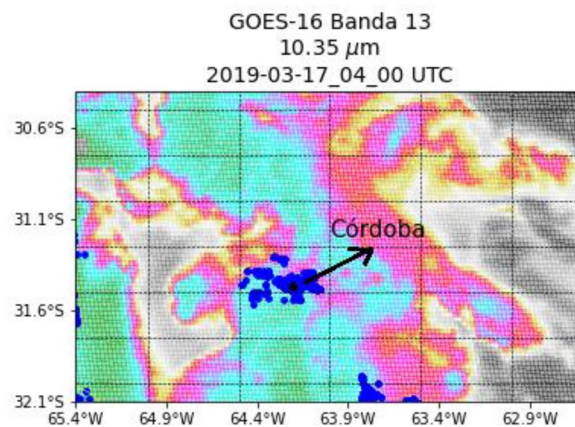 GOES-16 Banda 13
10.35 μm
2019-03-17_04_00 UTC
30.6°S
31.1°S
Córdoba
31.6°S
32.1°S
65.4°W 64.9°W 64.4°W 63.9°W 63.4°W 62.9°W